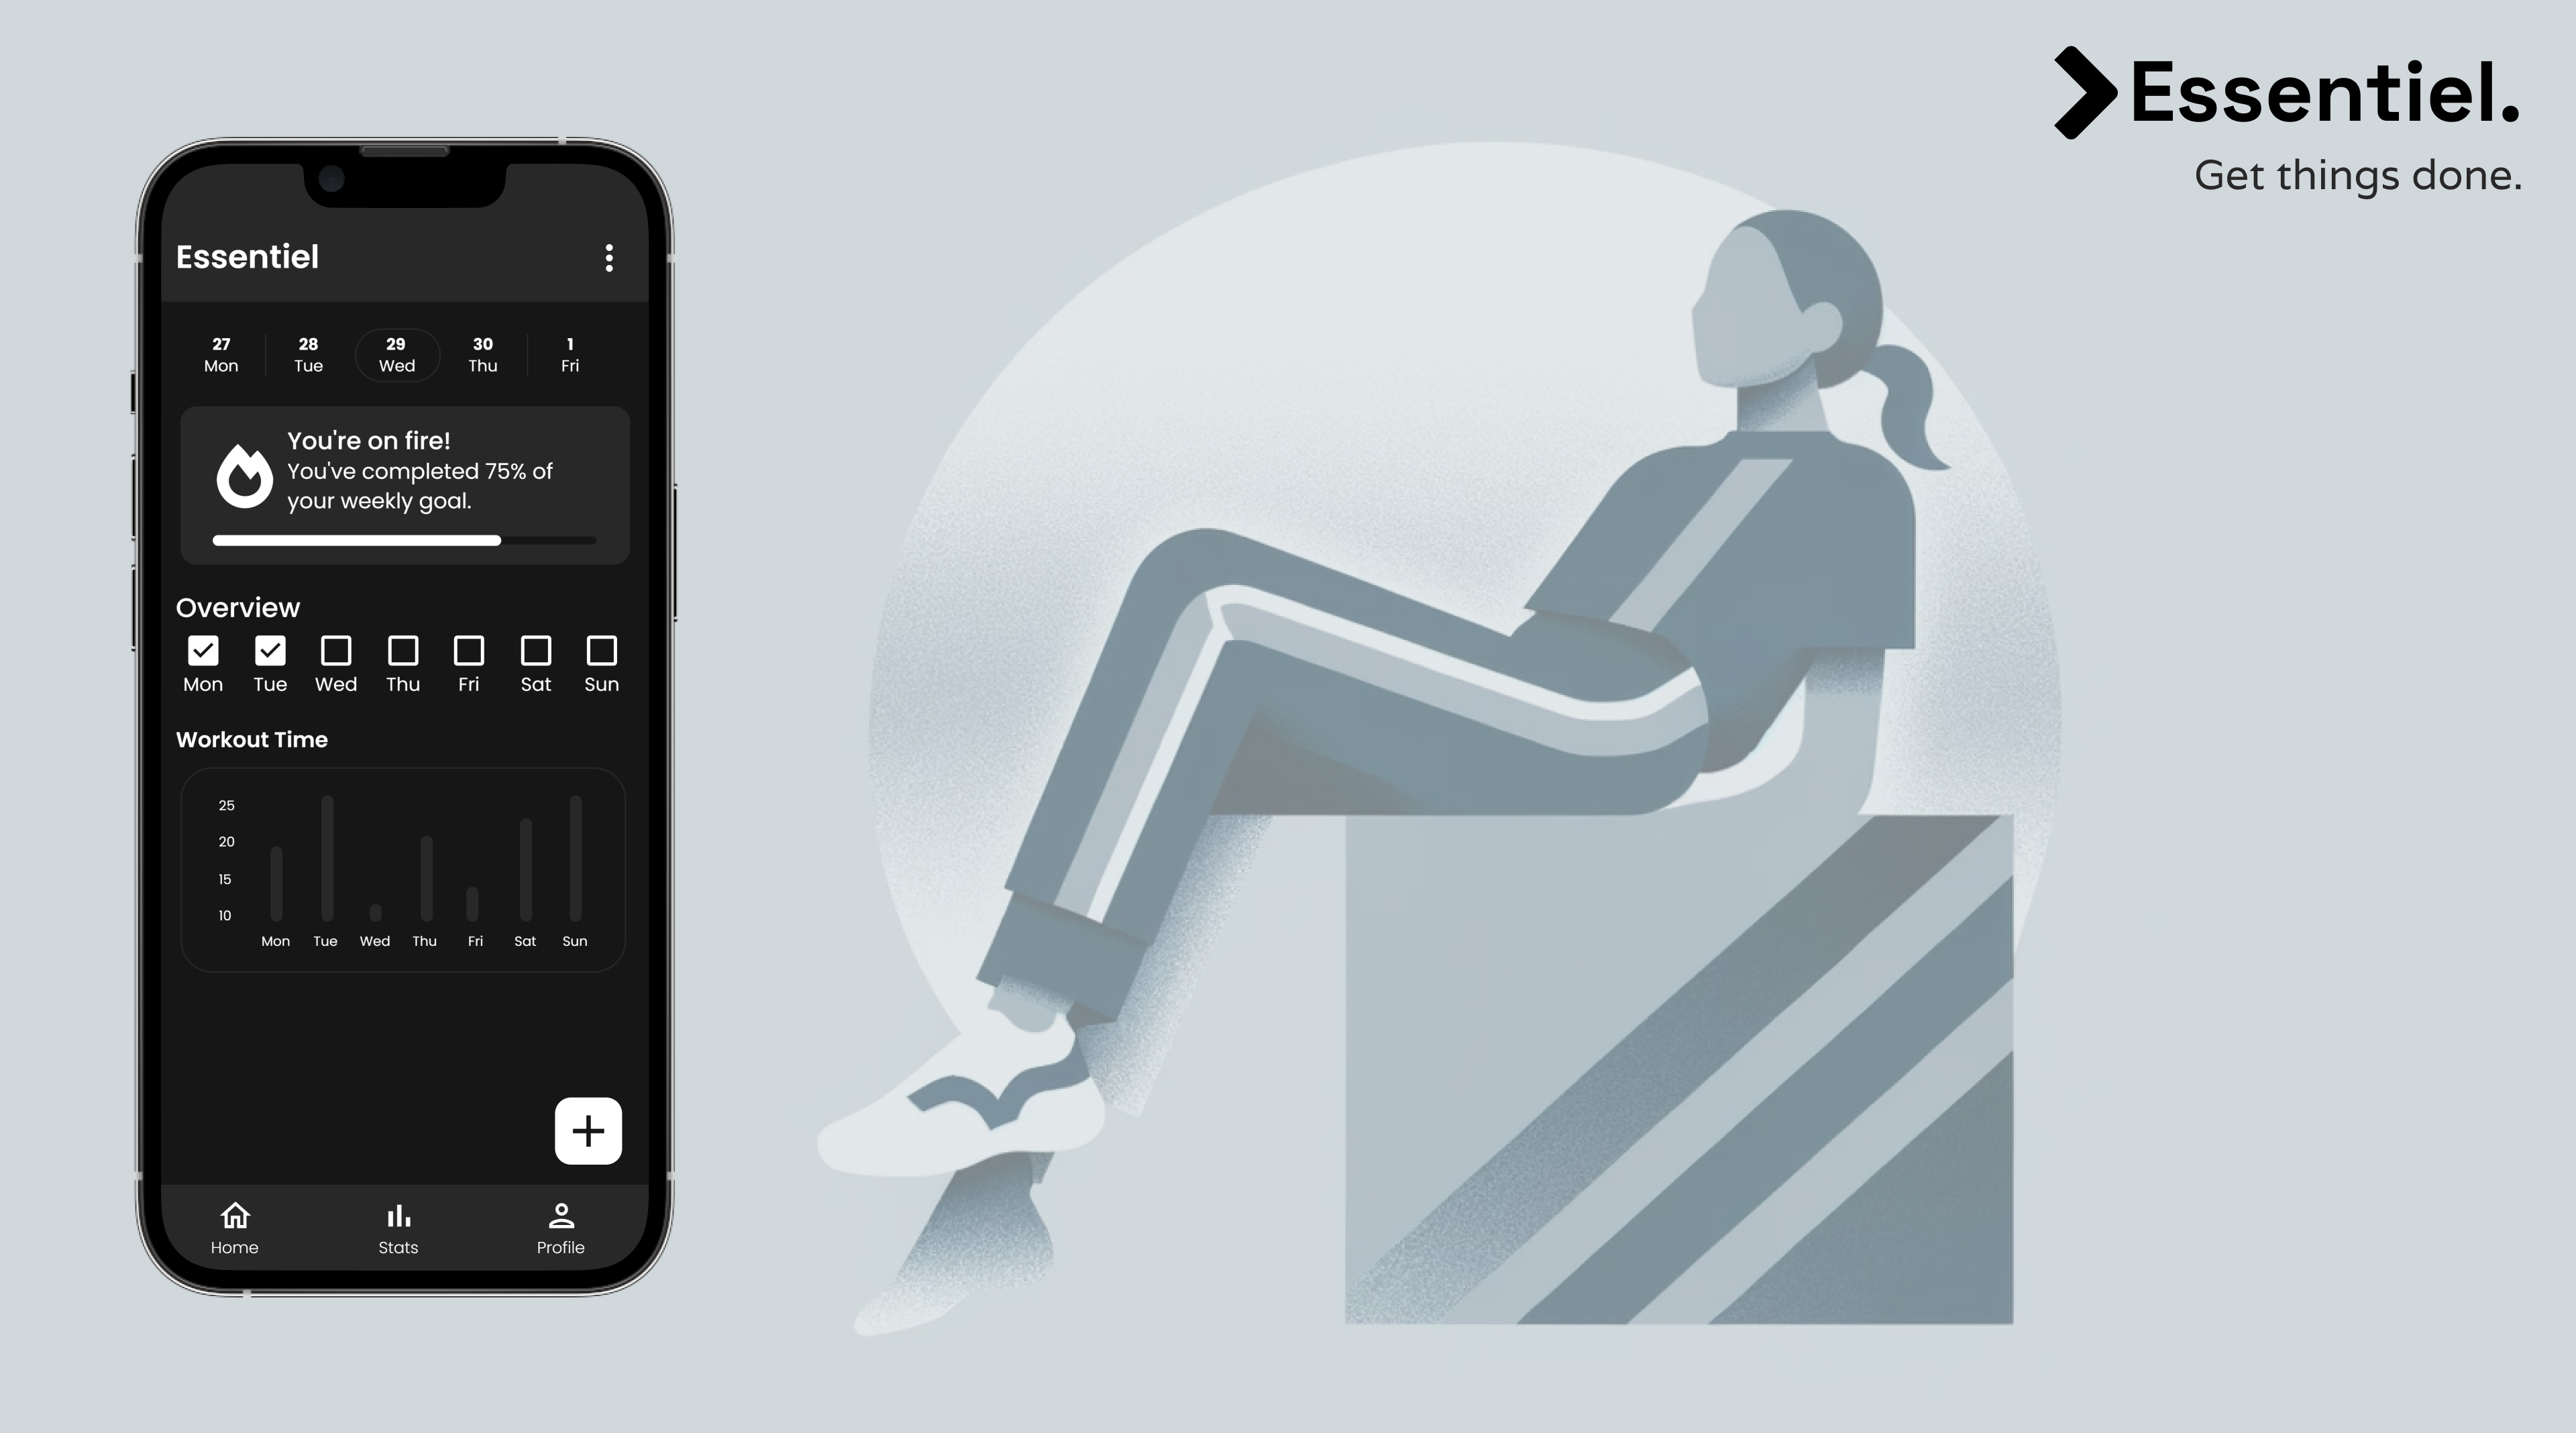 Essentiel.
Get things done.
Essentiel
27 28 29 30 1
Mon Tue Wed Thu Fri
You're on fire!
You've completed 75% of
your weekly goal.
Overview
Mon Tue Wed Thu Fri Sat Sun
Workout Time
25
20
15
10
Mon Tue Wed Thu Fri Sat Sun
Home Stats Profile